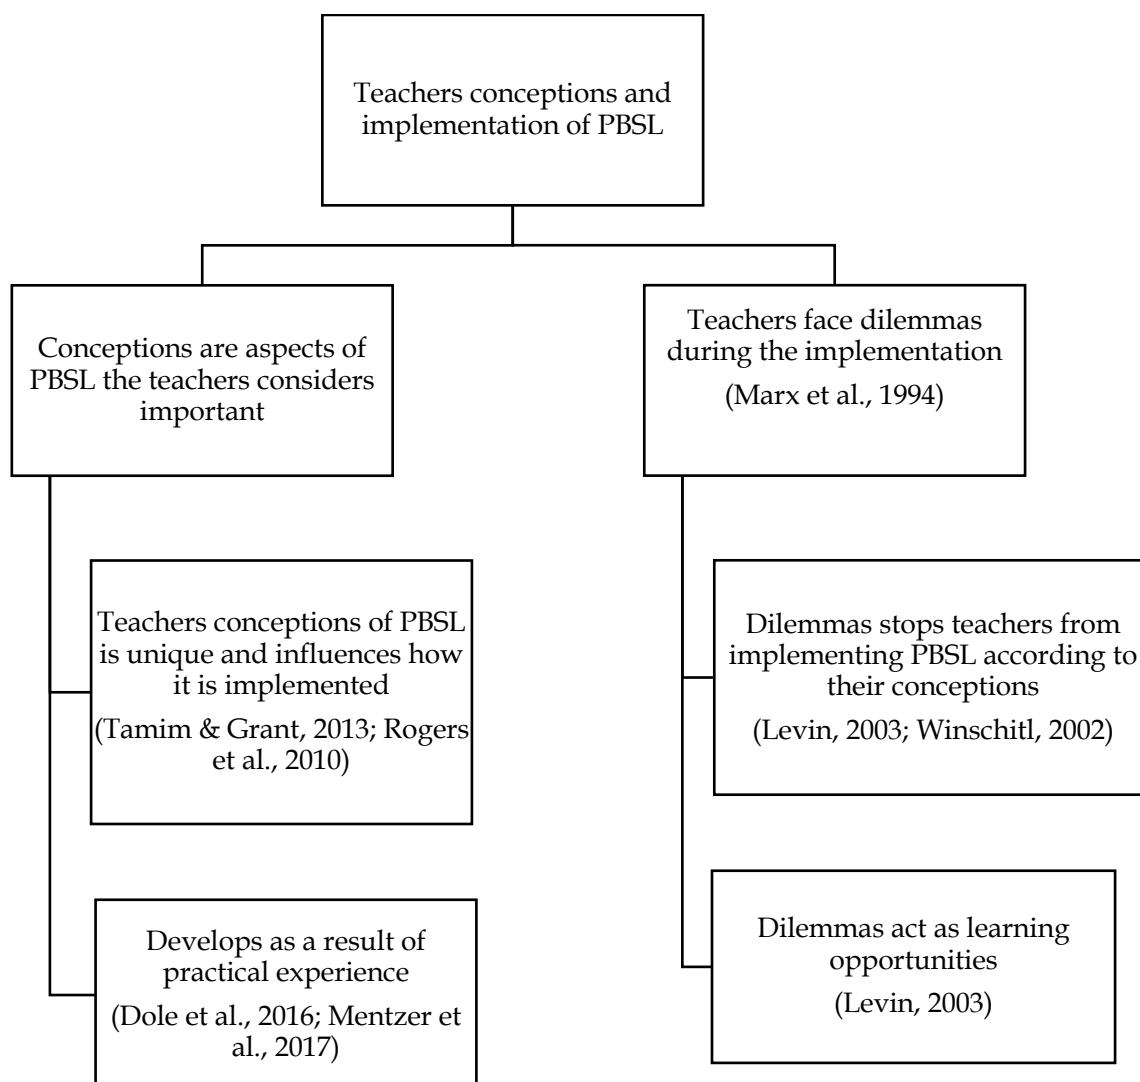 Teachers conceptions and
implementation of PBSL
Conceptions are aspects of
PBSL the teachers considers
important
Teachers face dilemmas
during the implementation
(Marx et al., 1994)
Teachers conceptions of PBSL
is unique and influences how
it is implemented
(Tamim & Grant, 2013; Rogers
et al., 2010)
Dilemmas stops teachers from
implementing PBSL according to
their conceptions
(Levin, 2003; Winschitl, 2002)
Develops as a result of
practical experience
(Dole et al., 2016; Mentzer et
al., 2017)
Dilemmas act as learning
opportunities
(Levin, 2003)